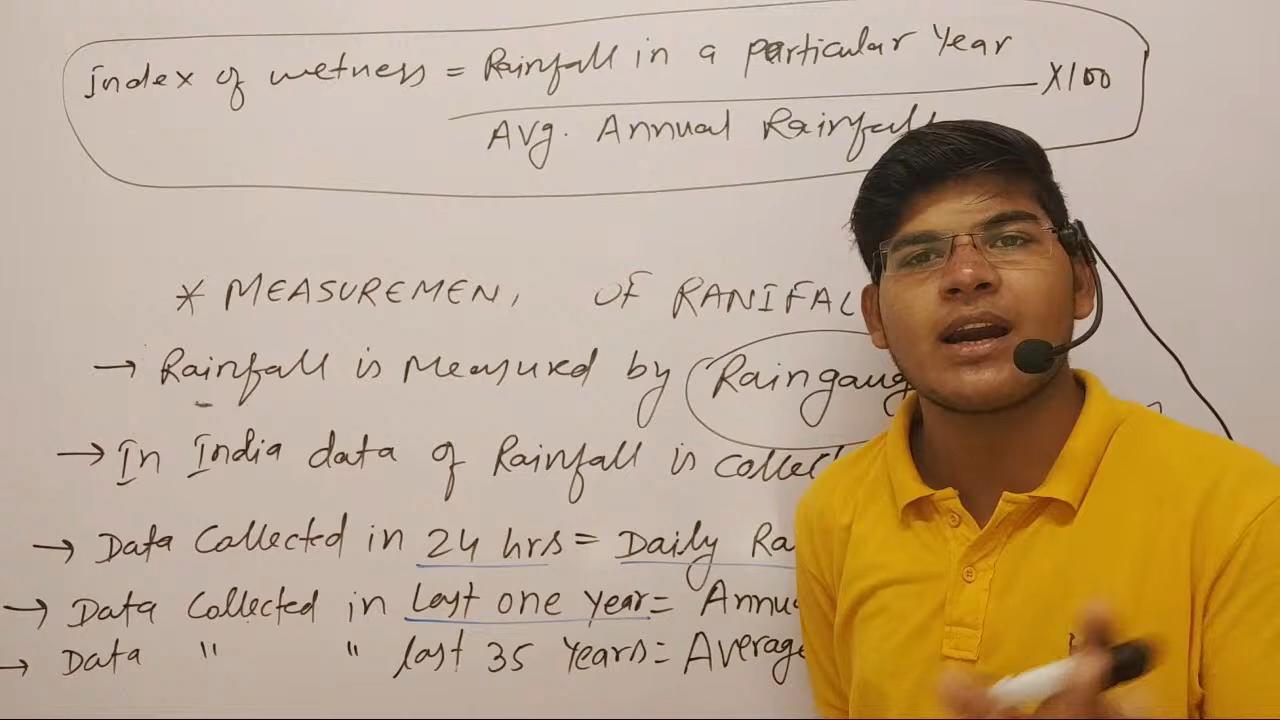 Index of wetness = Rainfall in a particular Year
X100
Avg. Annual Rainfall
* MEASUREMEN, OF RANIFAL
→ Rainfall is Measured by Raingaug
→ In India data of Rainfall is collec
→ Data Collected in 24 hrs = Daily Ra
→ Data Collected in last one year = Annu
→ Data " " last 35 Years = Average